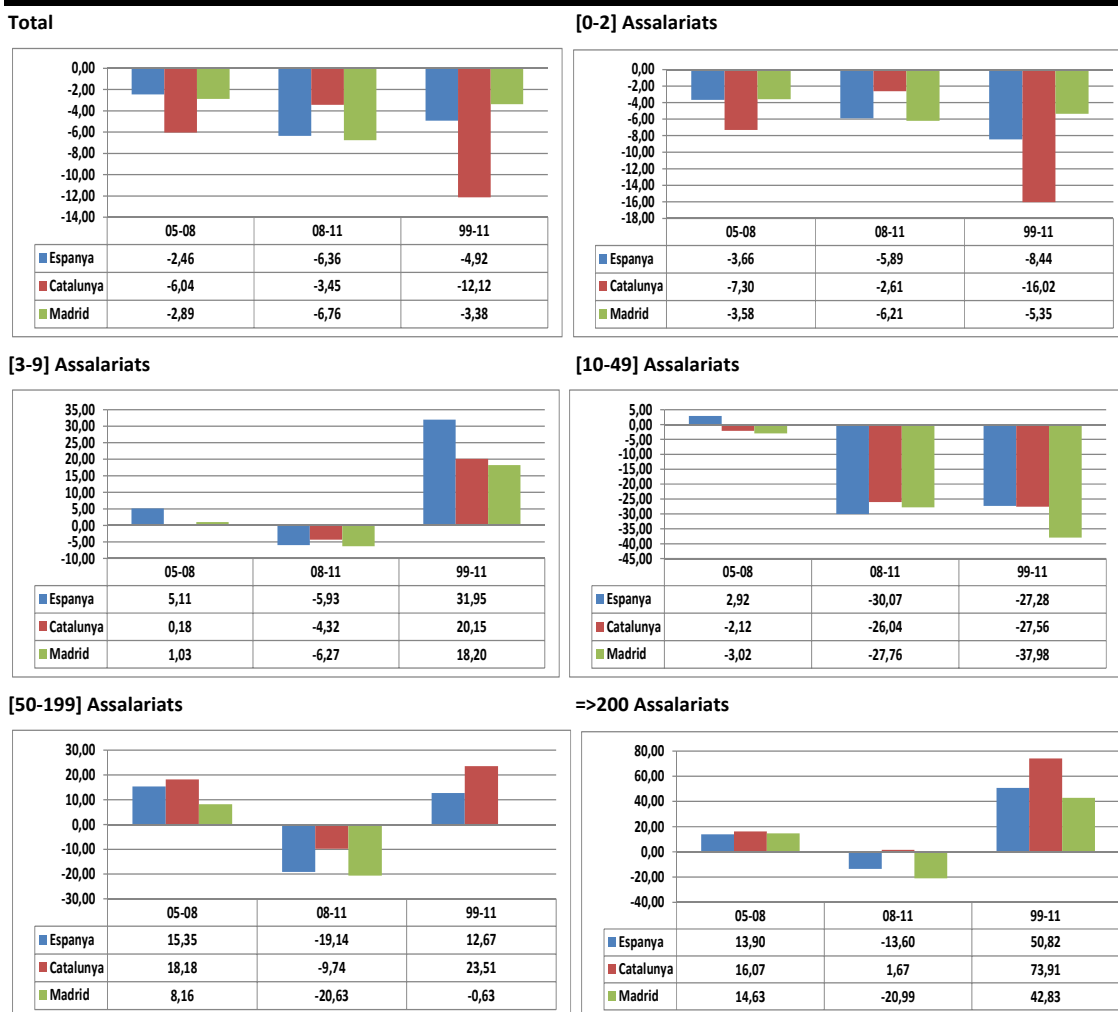 Total
0,00
-2,00
-4,00
-6,00
-8,00
-10,00
-12,00
-14,00
05-08 08-11 99-11
Espanya -2,46 -6,36 -4,92
Catalunya -6,04 -3,45 -12,12
Madrid -2,89 -6,76 -3,38
[0-2] Assalariats
0,00
-2,00
-4,00
-6,00
-8,00
-10,00
-12,00
-14,00
-16,00
-18,00
05-08 08-11 99-11
Espanya -3,66 -5,89 -8,44
Catalunya -7,30 -2,61 -16,02
Madrid -3,58 -6,21 -5,35
[3-9] Assalariats
35,00
30,00
25,00
20,00
15,00
10,00
5,00
0,00
-5,00
-10,00
05-08 08-11 99-11
Espanya 5,11 -5,93 31,95
Catalunya 0,18 -4,32 20,15
Madrid 1,03 -6,27 18,20
[10-49] Assalariats
5,00
0,00
-5,00
-10,00
-15,00
-20,00
-25,00
-30,00
-35,00
-40,00
-45,00
05-08 08-11 99-11
Espanya 2,92 -30,07 -27,28
Catalunya -2,12 -26,04 -27,56
Madrid -3,02 -27,76 -37,98
[50-199] Assalariats
30,00
20,00
10,00
0,00
-10,00
-20,00
-30,00
05-08 08-11 99-11
Espanya 15,35 -19,14 12,67
Catalunya 18,18 -9,74 23,51
Madrid 8,16 -20,63 -0,63
=>200 Assalariats
80,00
60,00
40,00
20,00
0,00
-20,00
-40,00
05-08 08-11 99-11
Espanya 13,90 -13,60 50,82
Catalunya 16,07 1,67 73,91
Madrid 14,63 -20,99 42,83